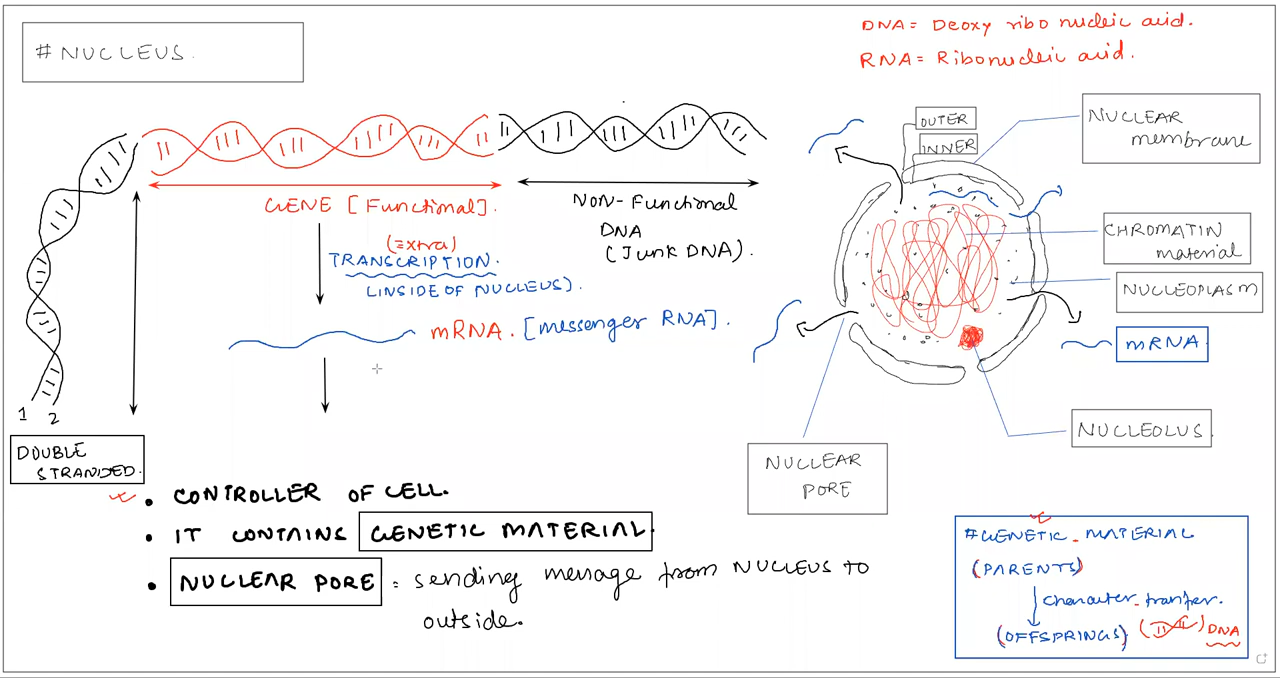 # NUCLEUS.
DNA = Deoxy ribo nucleic acid.
RNA = Ribonucleic acid.
OUTER
INNER
NUCLEAR
membrane
GENE [Functional].
NON-Functional
DNA
(Junk DNA).
(Extra)
TRANSCRIPTION.
(INSIDE OF NUCLEUS).
mRNA. [messenger RNA].
CHROMATIN
material
NUCLEOPLASM
mRNA
NUCLEOLUS.
NUCLEAR
PORE
1 2
DOUBLE
STRANDED.
• CONTROLLER OF CELL.
• IT CONTAINS GENETIC MATERIAL.
• NUCLEAR PORE = sending message from NUCLEUS TO
outside.
# GENETIC - MATERIAL
(PARENTS)
character - transfer.
(OFFSPRINGS) ( ) DNA